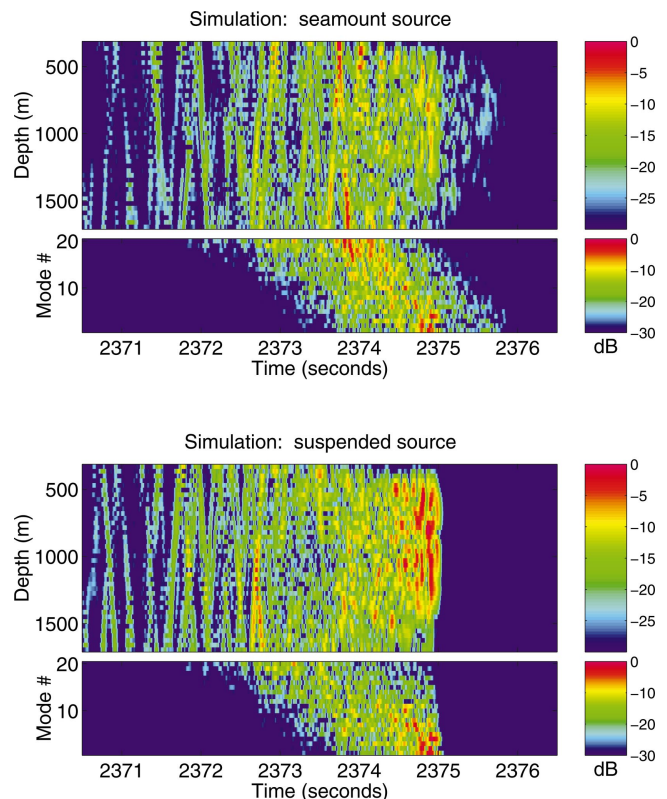 Simulation: seamount source
500
1000
1500
Depth (m)
20
10
Mode #
2371 2372 2373 2374 2375 2376
Time (seconds)
0
-5
-10
-15
-20
-25
0
-10
-20
-30
dB
Simulation: suspended source
500
1000
1500
Depth (m)
20
10
Mode #
2371 2372 2373 2374 2375 2376
Time (seconds)
0
-5
-10
-15
-20
-25
0
-10
-20
-30
dB